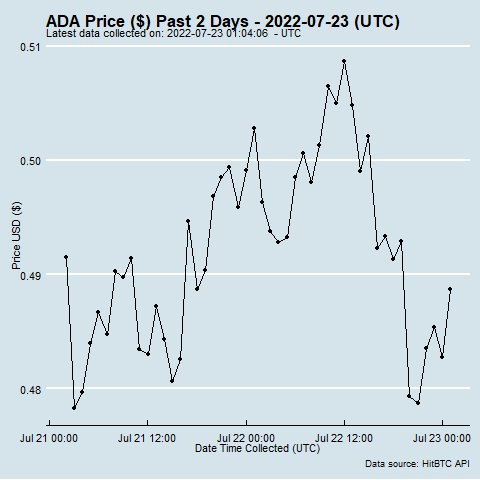 ADA Price ($) Past 2 Days - 2022-07-23 (UTC)
Latest data collected on: 2022-07-23 01:04:06 - UTC
0.51
0.50
0.49
0.48
Price USD ($)
Jul 21 00:00 Jul 21 12:00 Jul 22 00:00 Jul 22 12:00 Jul 23 00:00
Date Time Collected (UTC)
Data source: HitBTC API